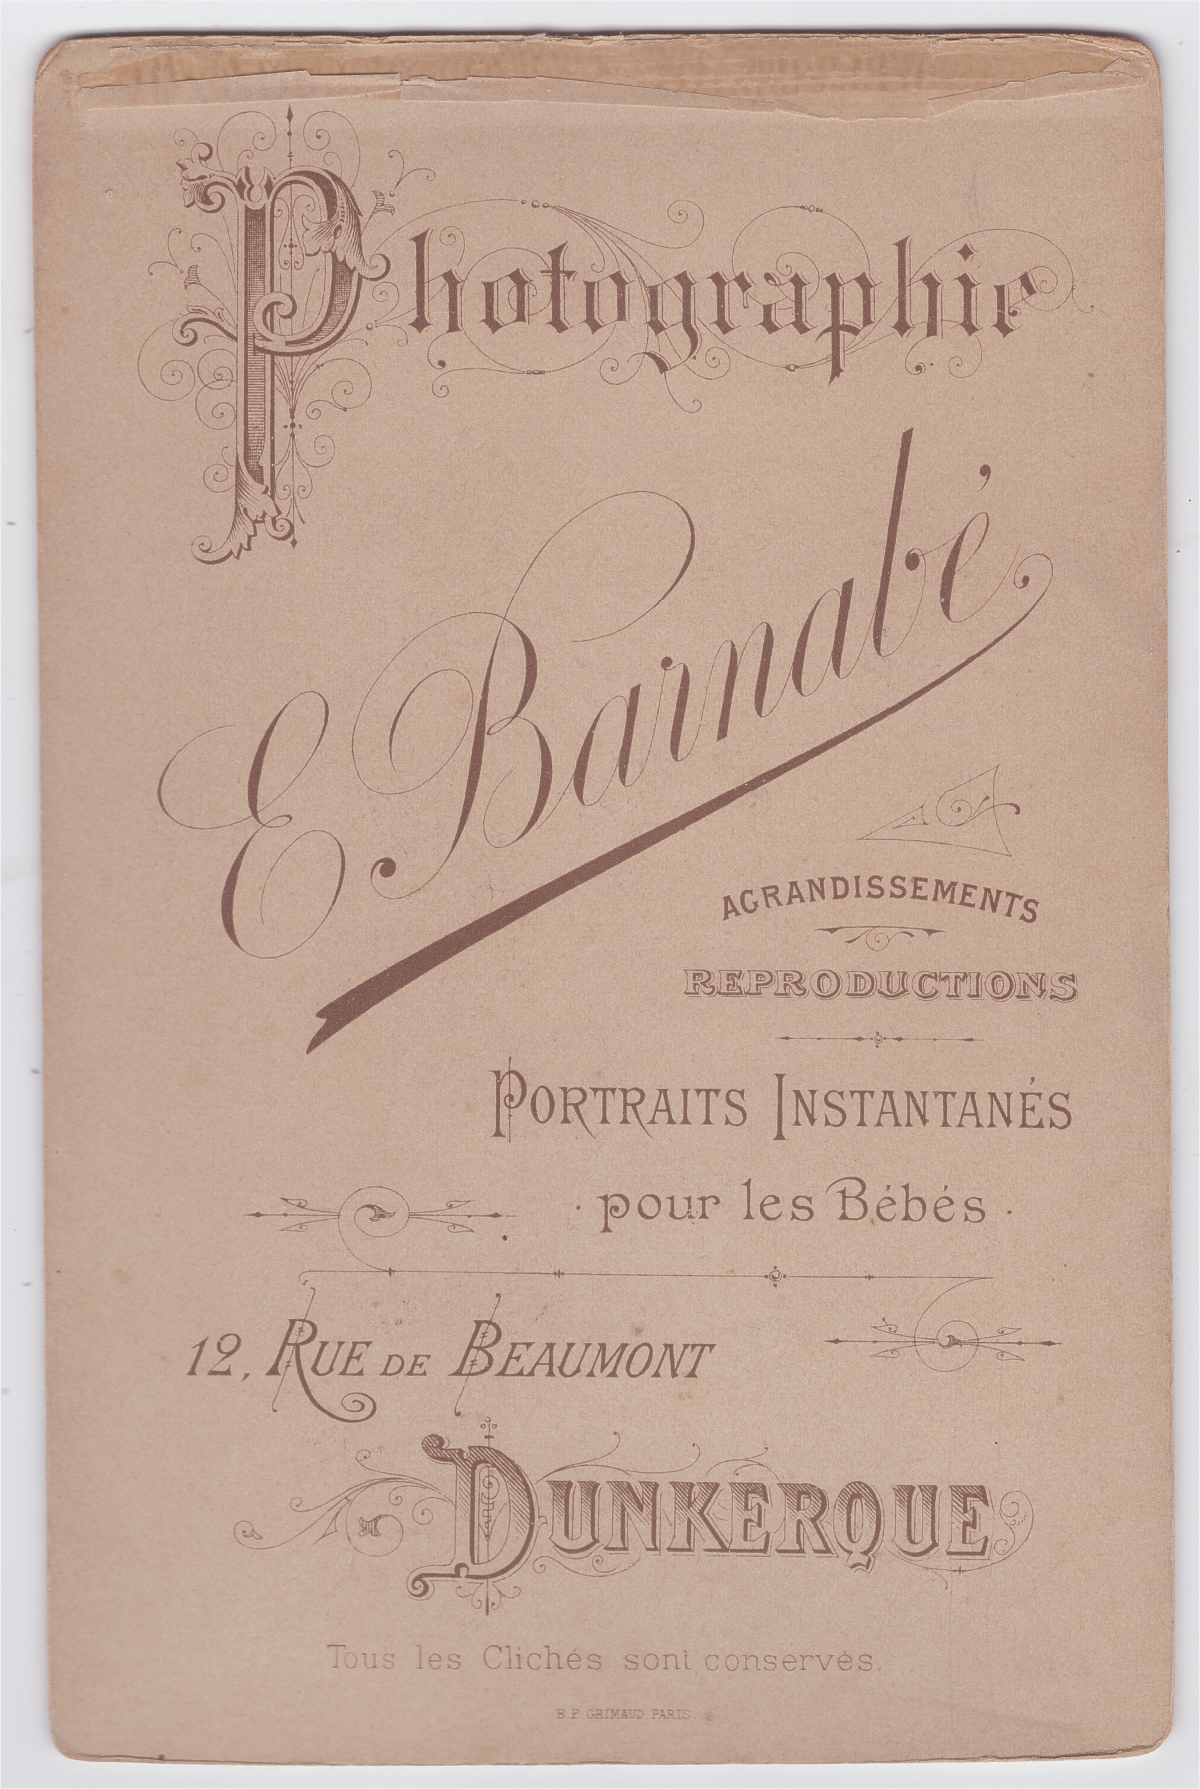 Photographie
E Barnabé
AGRANDISSEMENTS
REPRODUCTIONS
PORTRAITS INSTANTANÉS
· pour les Bébés ·
12, RUE DE BEAUMONT
DUNKERQUE
Tous les Clichés sont conservés.
B.P. GRIMAUD PARIS.